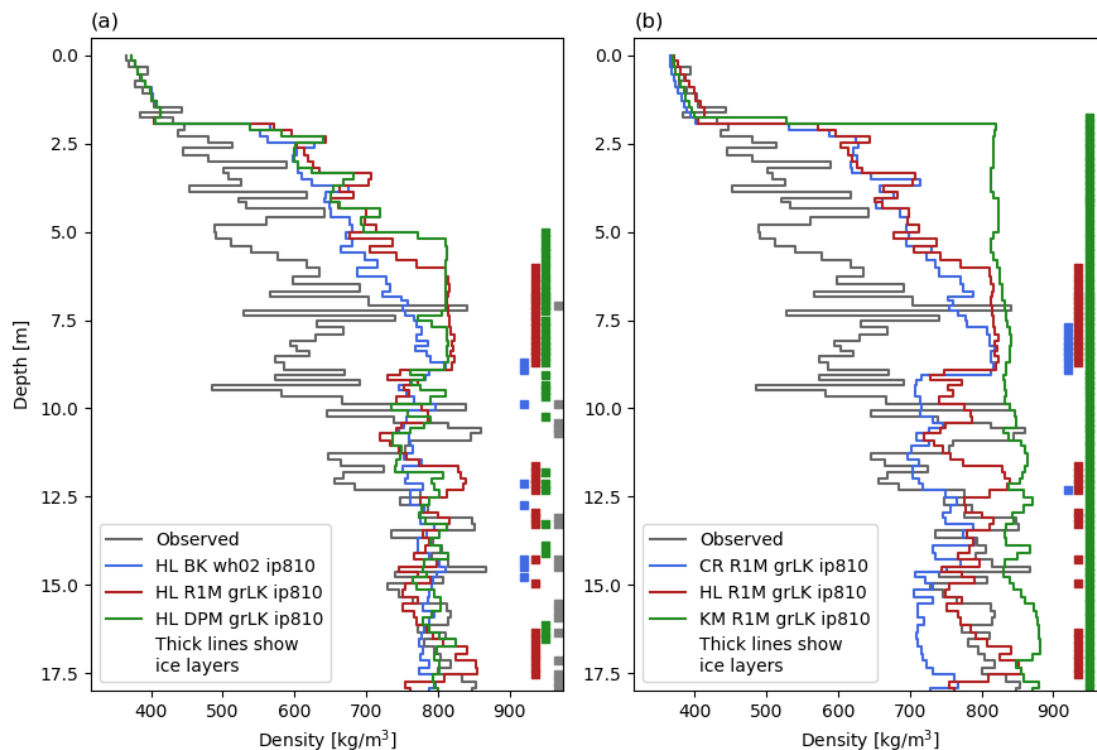 (a)
(b)
0.0
2.5
5.0
7.5
10.0
12.5
15.0
17.5
Depth [m]
Observed
HL BK wh02 ip810
HL R1M grLK ip810
HL DPM grLK ip810
Thick lines show
ice layers
400 500 600 700 800 900
Density [kg/m³]
0.0
2.5
5.0
7.5
10.0
12.5
15.0
17.5
Observed
CR R1M grLK ip810
HL R1M grLK ip810
KM R1M grLK ip810
Thick lines show
ice layers
400 500 600 700 800 900
Density [kg/m³]